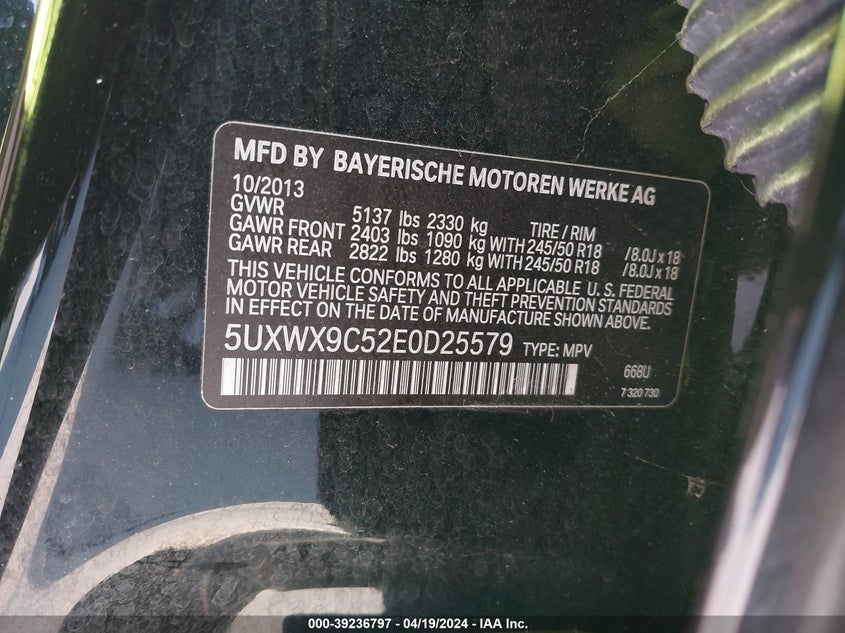 MFD BY BAYERISCHE MOTOREN WERKE AG
10/2013
GVWR 5137 lbs 2330 kg TIRE / RIM
GAWR FRONT 2403 lbs 1090 kg WITH 245/50 R18 /8.0J x 18
GAWR REAR 2822 lbs 1280 kg WITH 245/50 R18 /8.0J x 18
THIS VEHICLE CONFORMS TO ALL APPLICABLE U. S. FEDERAL
MOTOR VEHICLE SAFETY AND THEFT PREVENTION STANDARDS
IN EFFECT ON THE DATE OF MANUFACTURE SHOWN ABOVE.
5UXWX9C52E0D25579 TYPE: MPV
668U
7 320 730
000-39236797 - 04/19/2024 - IAA Inc.